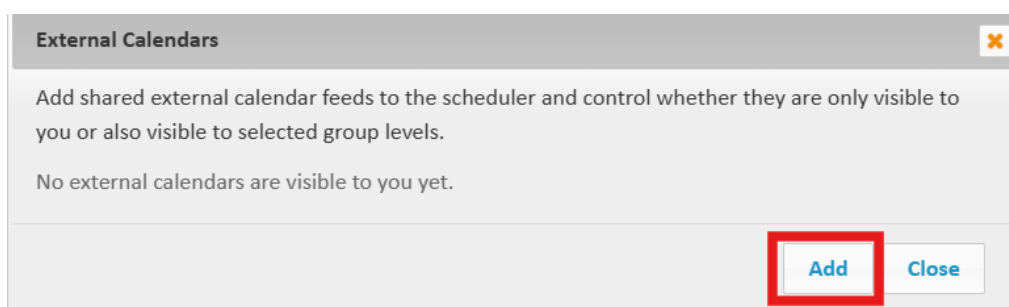 External Calendars
Add shared external calendar feeds to the scheduler and control whether they are only visible to
you or also visible to selected group levels.
No external calendars are visible to you yet.
Add
Close